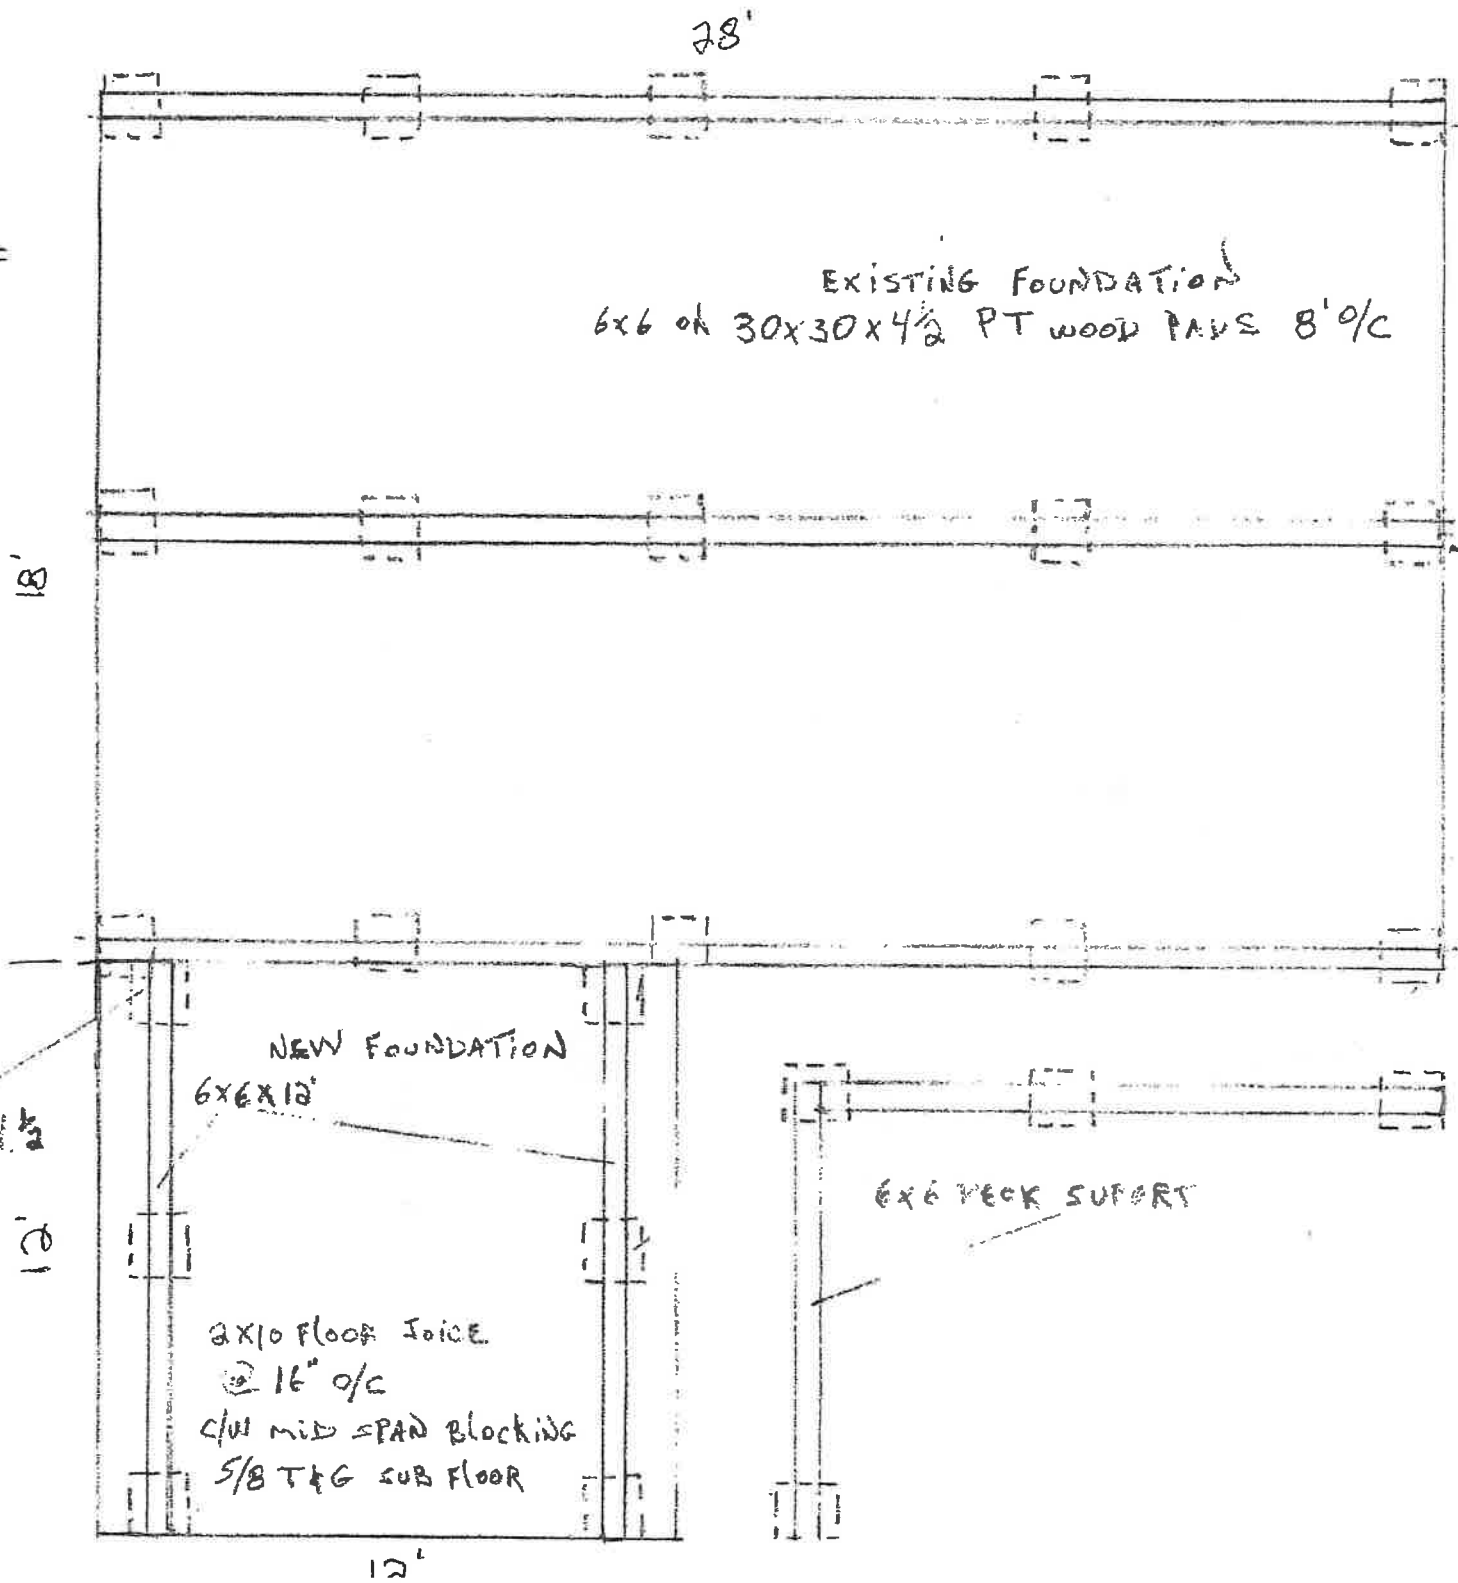 28'
EXISTING FOUNDATION
6x6 on 30x30x4½ PT WOOD PADS 8' O/C
18'
NEW FOUNDATION
6x6x12'
12'
6x6 DECK SUPORT
2x10 Floor Joice
@ 16" O/C
C/W MID SPAN Blocking
5/8 T&G SUB Floor
12'